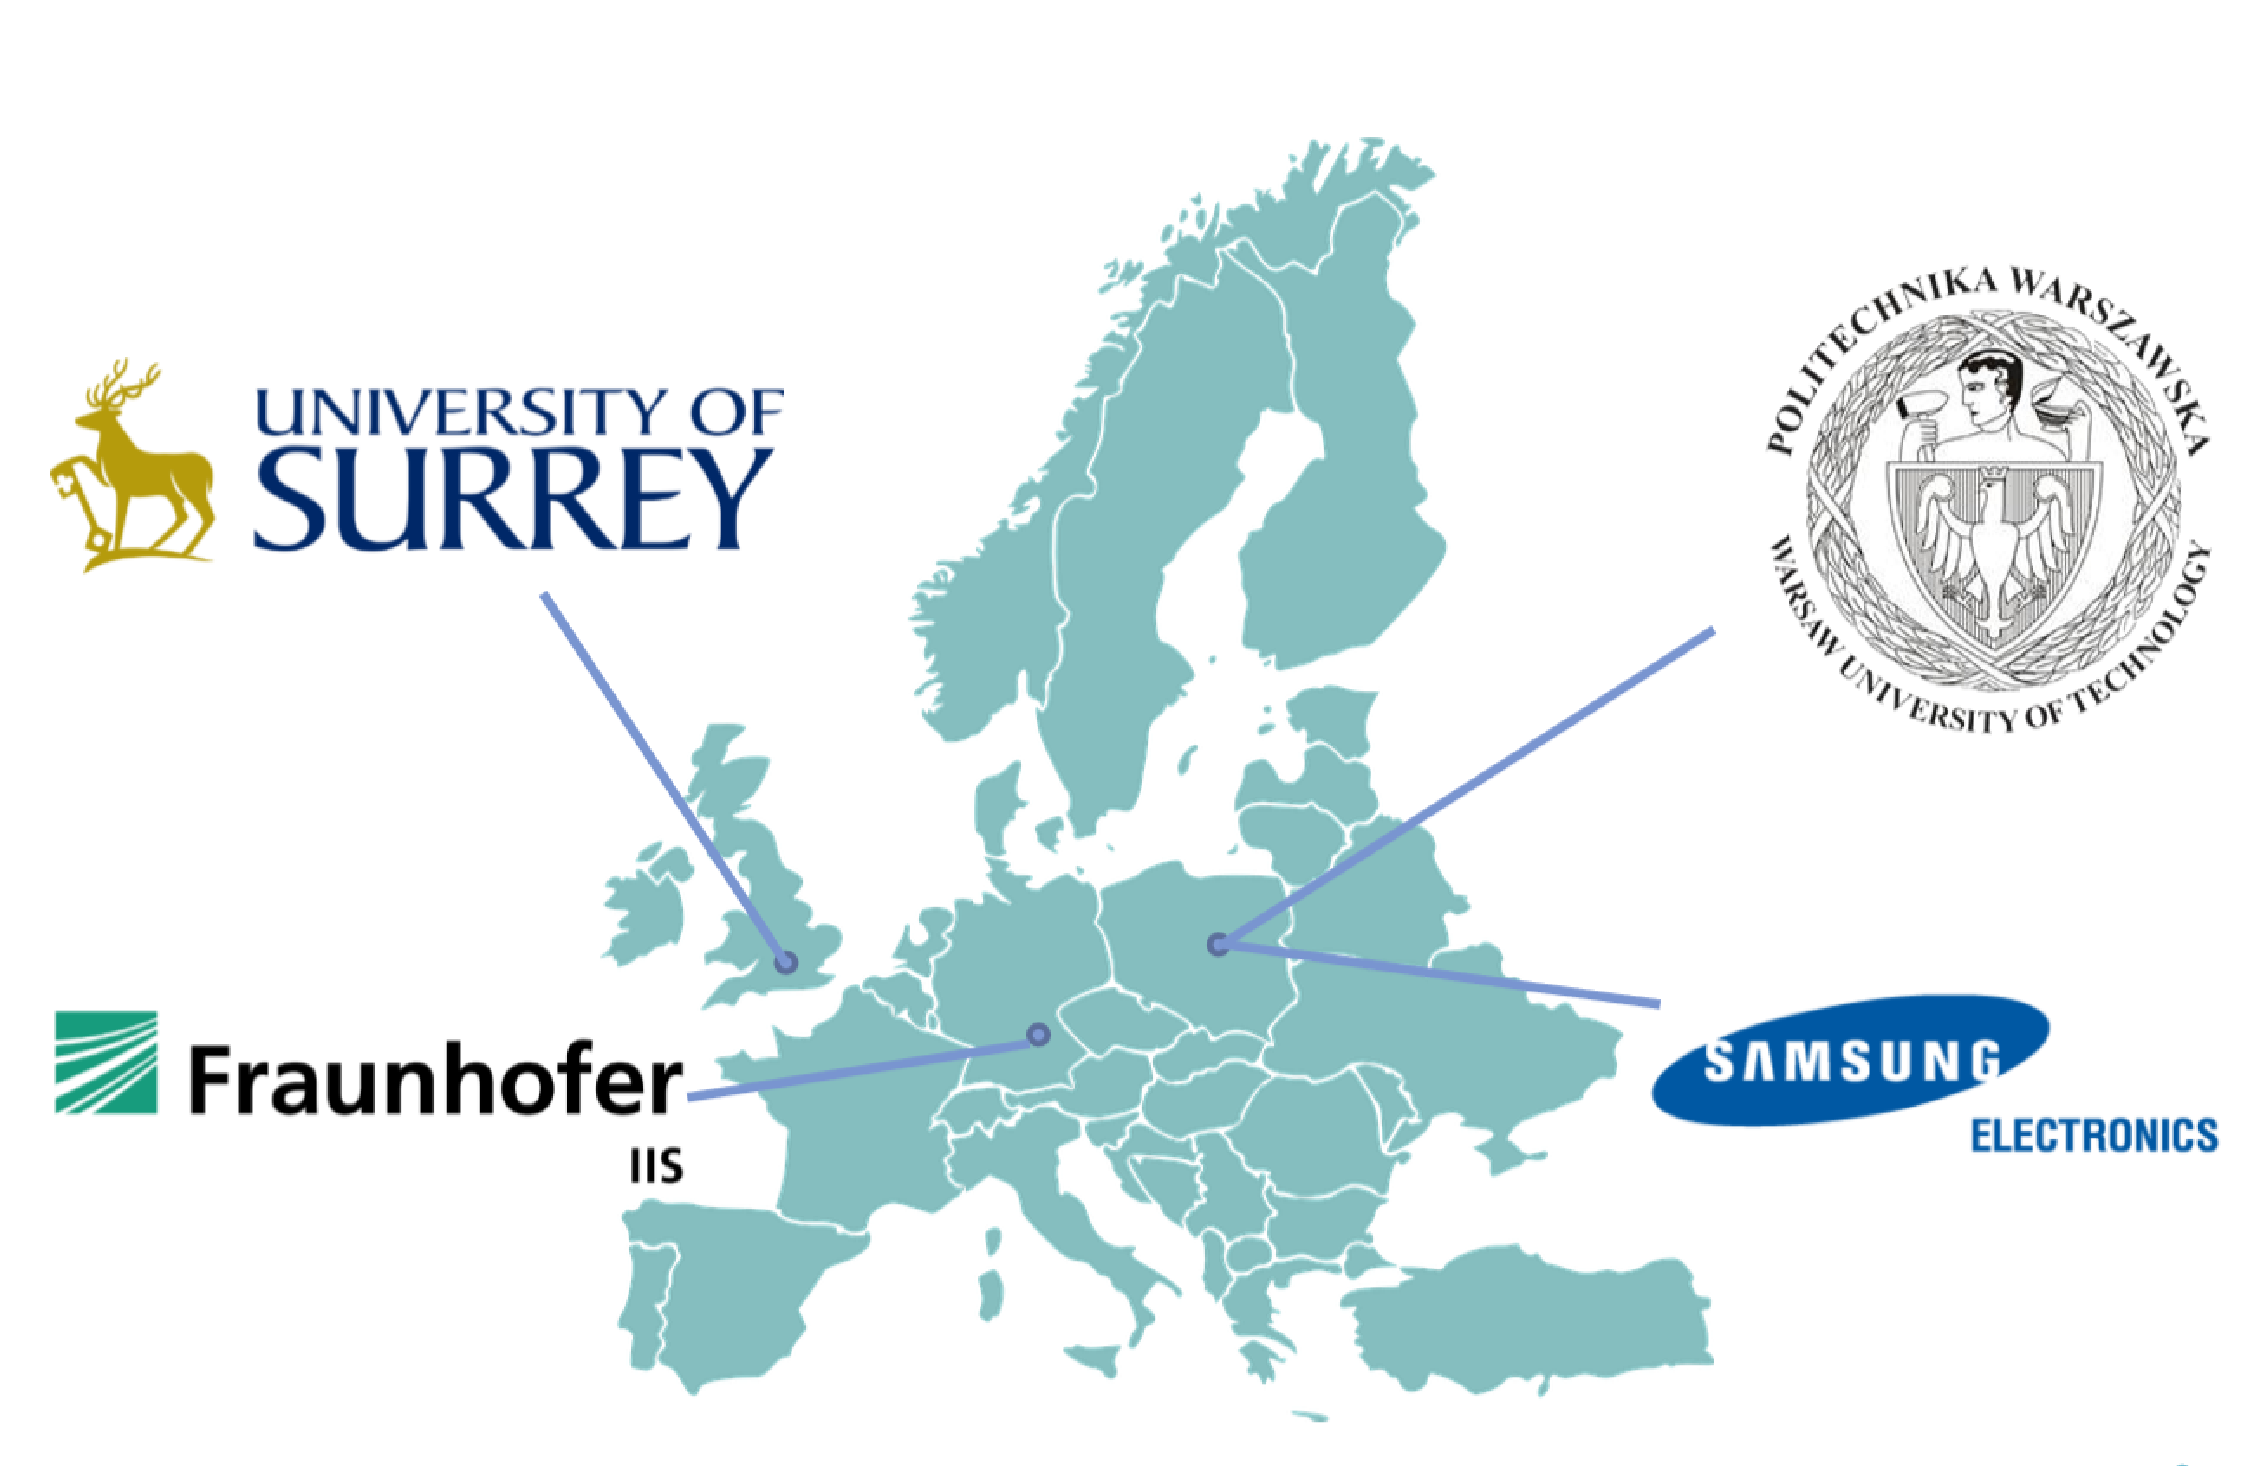 UNIVERSITY OF
SURREY
POLITECHNIKA WARSZAWSKA
WARSAW UNIVERSITY OF TECHNOLOGY
Fraunhofer
IIS
SAMSUNG
ELECTRONICS